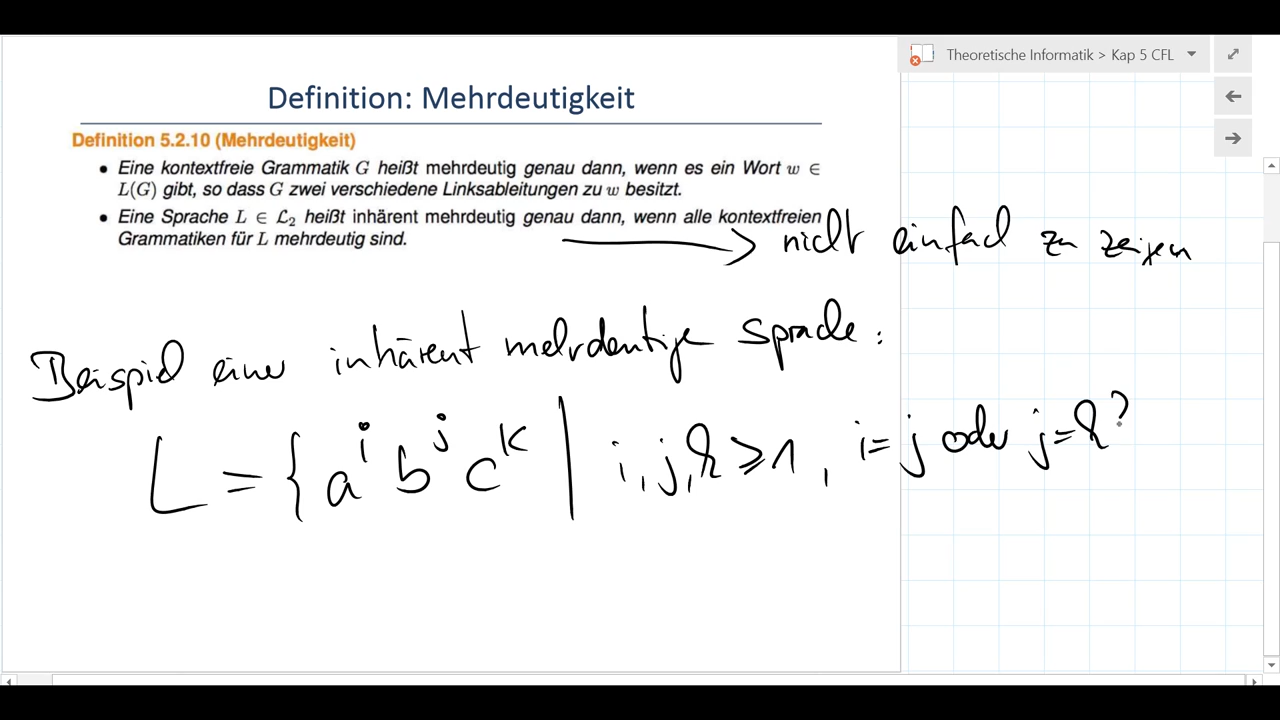 Theoretische Informatik > Kap 5 CFL
Definition: Mehrdeutigkeit
Definition 5.2.10 (Mehrdeutigkeit)
• Eine kontextfreie Grammatik G heißt mehrdeutig genau dann, wenn es ein Wort w ∈
L(G) gibt, so dass G zwei verschiedene Linksableitungen zu w besitzt.
• Eine Sprache L ∈ 𝓛₂ heißt inhärent mehrdeutig genau dann, wenn alle kontextfreien
Grammatiken für L mehrdeutig sind.
→ nicht einfach zu zeigen
Beispiel einer inhärent mehrdeutige Sprache:
L = { aⁱ bʲ cᵏ | i, j, k ≥ 1, i = j oder j = k }